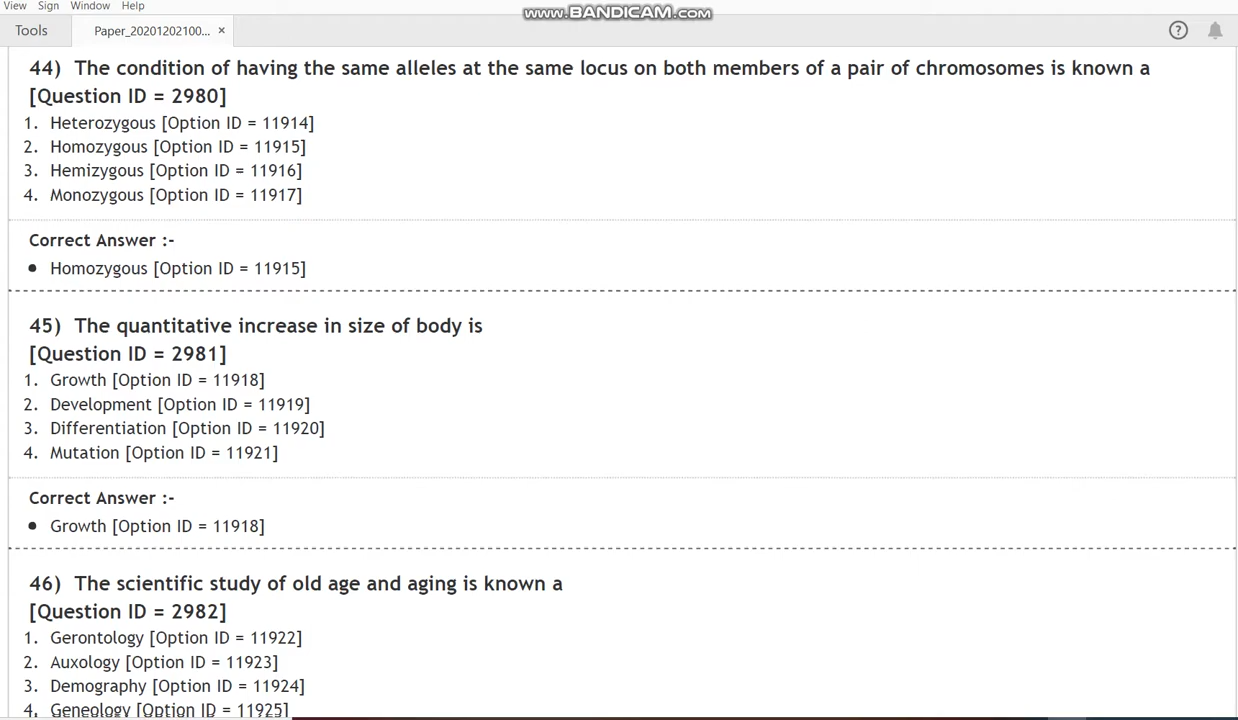 View Sign Window Help
www.BANDICAM.com
Tools Paper_20201202100... ×
44) The condition of having the same alleles at the same locus on both members of a pair of chromosomes is known a
[Question ID = 2980]
1. Heterozygous [Option ID = 11914]
2. Homozygous [Option ID = 11915]
3. Hemizygous [Option ID = 11916]
4. Monozygous [Option ID = 11917]
Correct Answer :-
• Homozygous [Option ID = 11915]
45) The quantitative increase in size of body is
[Question ID = 2981]
1. Growth [Option ID = 11918]
2. Development [Option ID = 11919]
3. Differentiation [Option ID = 11920]
4. Mutation [Option ID = 11921]
Correct Answer :-
• Growth [Option ID = 11918]
46) The scientific study of old age and aging is known a
[Question ID = 2982]
1. Gerontology [Option ID = 11922]
2. Auxology [Option ID = 11923]
3. Demography [Option ID = 11924]
4. Geneology [Option ID = 11925]